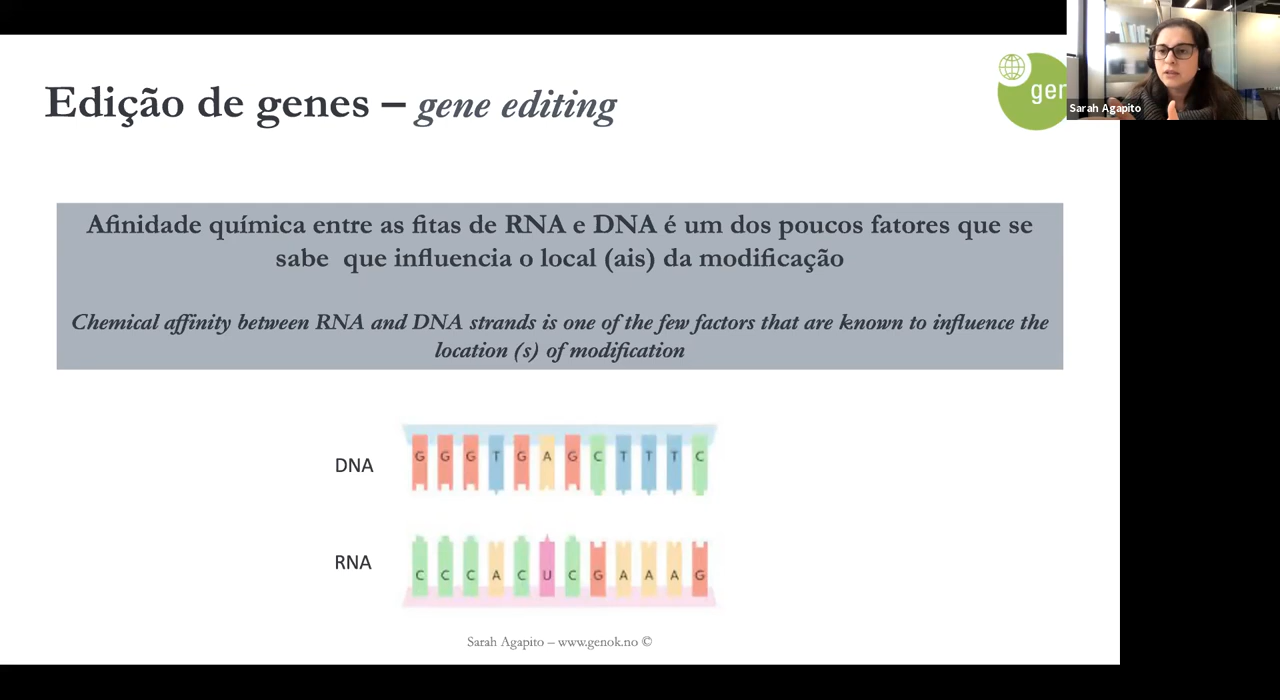 Edição de genes – gene editing
gen
Sarah Agapito
Afinidade química entre as fitas de RNA e DNA é um dos poucos fatores que se
sabe que influencia o local (ais) da modificação
Chemical affinity between RNA and DNA strands is one of the few factors that are known to influence the
location (s) of modification
DNA
G G G T G A G C T T T C
RNA
C C C A C U C G A A A G
Sarah Agapito – www.genok.no ©